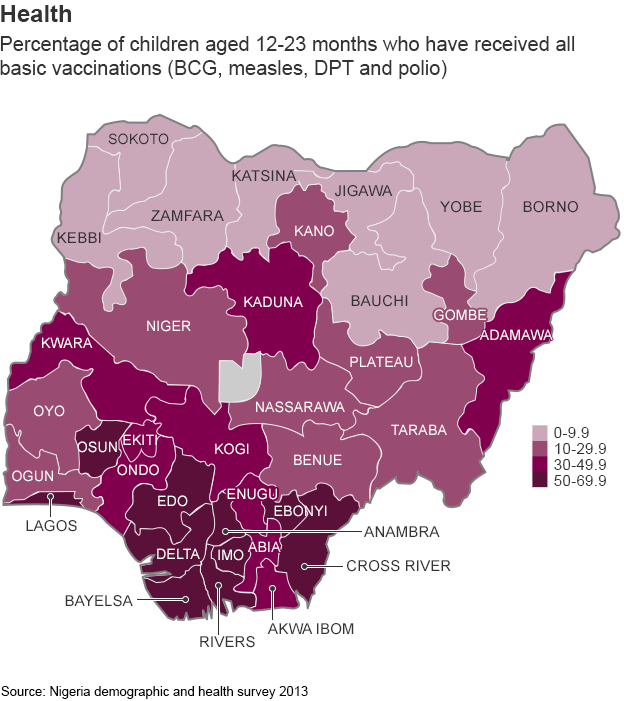 Health
Percentage of children aged 12-23 months who have received all
basic vaccinations (BCG, measles, DPT and polio)
SOKOTO
KATSINA
JIGAWA
ZAMFARA
YOBE
BORNO
KANO
KEBBI
KADUNA
BAUCHI
GOMBE
NIGER
ADAMAWA
KWARA
PLATEAU
NASSARAWA
OYO
TARABA
OSUN
EKITI
KOGI
BENUE
ONDO
OGUN
LAGOS
EDO
ENUGU
EBONYI
ANAMBRA
DELTA
IMO
ABIA
CROSS RIVER
BAYELSA
RIVERS
AKWA IBOM
0-9.9
10-29.9
30-49.9
50-69.9
Source: Nigeria demographic and health survey 2013